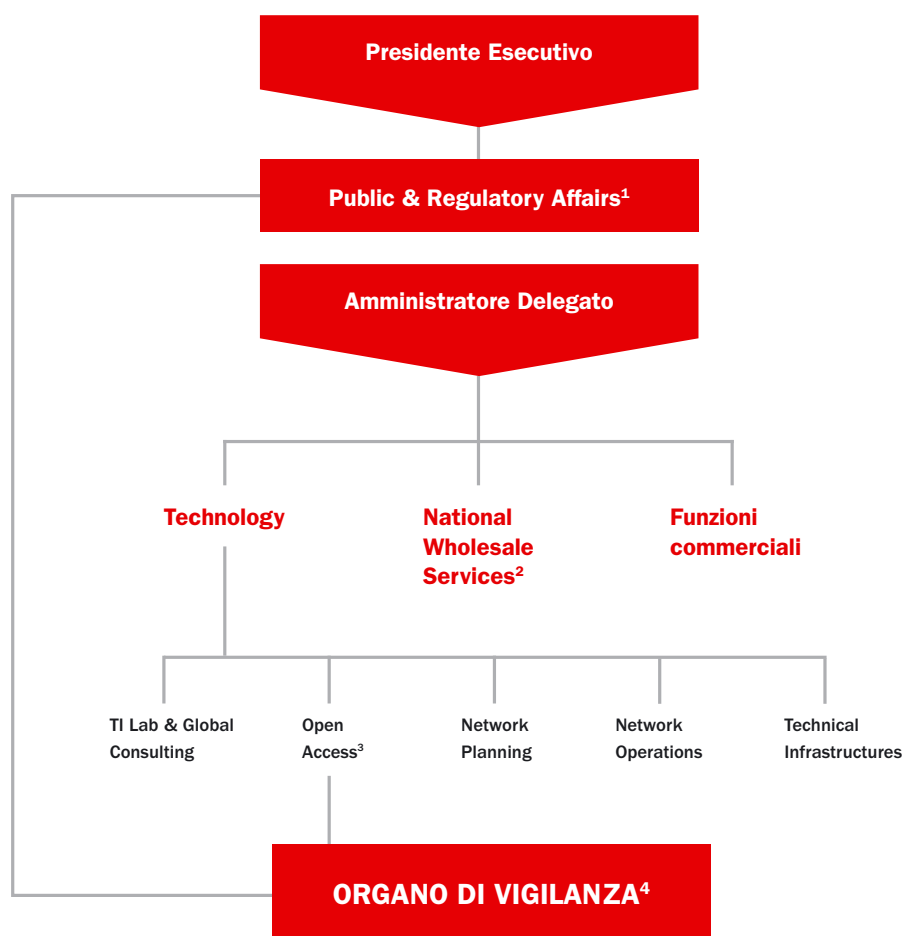 Presidente Esecutivo
Public & Regulatory Affairs¹
Amministratore Delegato
Technology
National
Wholesale
Services²
Funzioni
commerciali
TI Lab & Global
Consulting
Open
Access³
Network
Planning
Network
Operations
Technical
Infrastructures
ORGANO DI VIGILANZA⁴